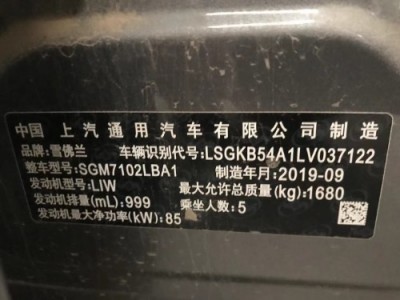 中国 上汽通用汽车有限公司制造
品牌:雪佛兰 车辆识别代号:LSGKB54A1LV037122
整车型号:SGM7102LBA1 制造年月:2019-09
发动机型号:LIW 最大允许总质量(kg):1680
发动机排量(mL):999 乘坐人数:5
发动机最大净功率(kW):85